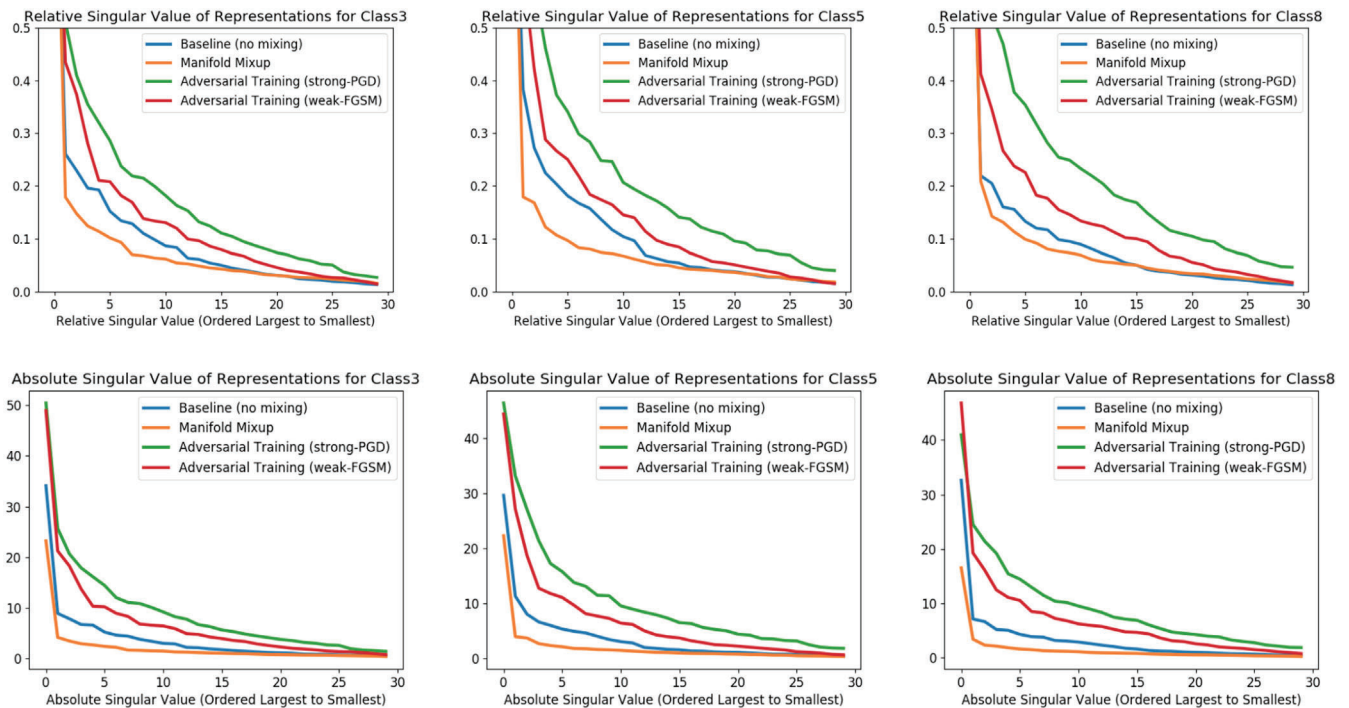 Relative Singular Value of Representations for Class3
0.5
0.4
0.3
0.2
0.1
0.0
0
5
10
15
20
25
30
Baseline (no mixing)
Manifold Mixup
Adversarial Training (strong-PGD)
Adversarial Training (weak-FGSM)
Relative Singular Value (Ordered Largest to Smallest)
Relative Singular Value of Representations for Class5
0.5
0.4
0.3
0.2
0.1
0.0
0
5
10
15
20
25
30
Baseline (no mixing)
Manifold Mixup
Adversarial Training (strong-PGD)
Adversarial Training (weak-FGSM)
Relative Singular Value (Ordered Largest to Smallest)
Relative Singular Value of Representations for Class8
0.5
0.4
0.3
0.2
0.1
0.0
0
5
10
15
20
25
30
Baseline (no mixing)
Manifold Mixup
Adversarial Training (strong-PGD)
Adversarial Training (weak-FGSM)
Relative Singular Value (Ordered Largest to Smallest)
Absolute Singular Value of Representations for Class3
50
40
30
20
10
0
0
5
10
15
20
25
30
Baseline (no mixing)
Manifold Mixup
Adversarial Training (strong-PGD)
Adversarial Training (weak-FGSM)
Absolute Singular Value (Ordered Largest to Smallest)
Absolute Singular Value of Representations for Class5
40
30
20
10
0
0
5
10
15
20
25
30
Baseline (no mixing)
Manifold Mixup
Adversarial Training (strong-PGD)
Adversarial Training (weak-FGSM)
Absolute Singular Value (Ordered Largest to Smallest)
Absolute Singular Value of Representations for Class8
40
30
20
10
0
0
5
10
15
20
25
30
Baseline (no mixing)
Manifold Mixup
Adversarial Training (strong-PGD)
Adversarial Training (weak-FGSM)
Absolute Singular Value (Ordered Largest to Smallest)